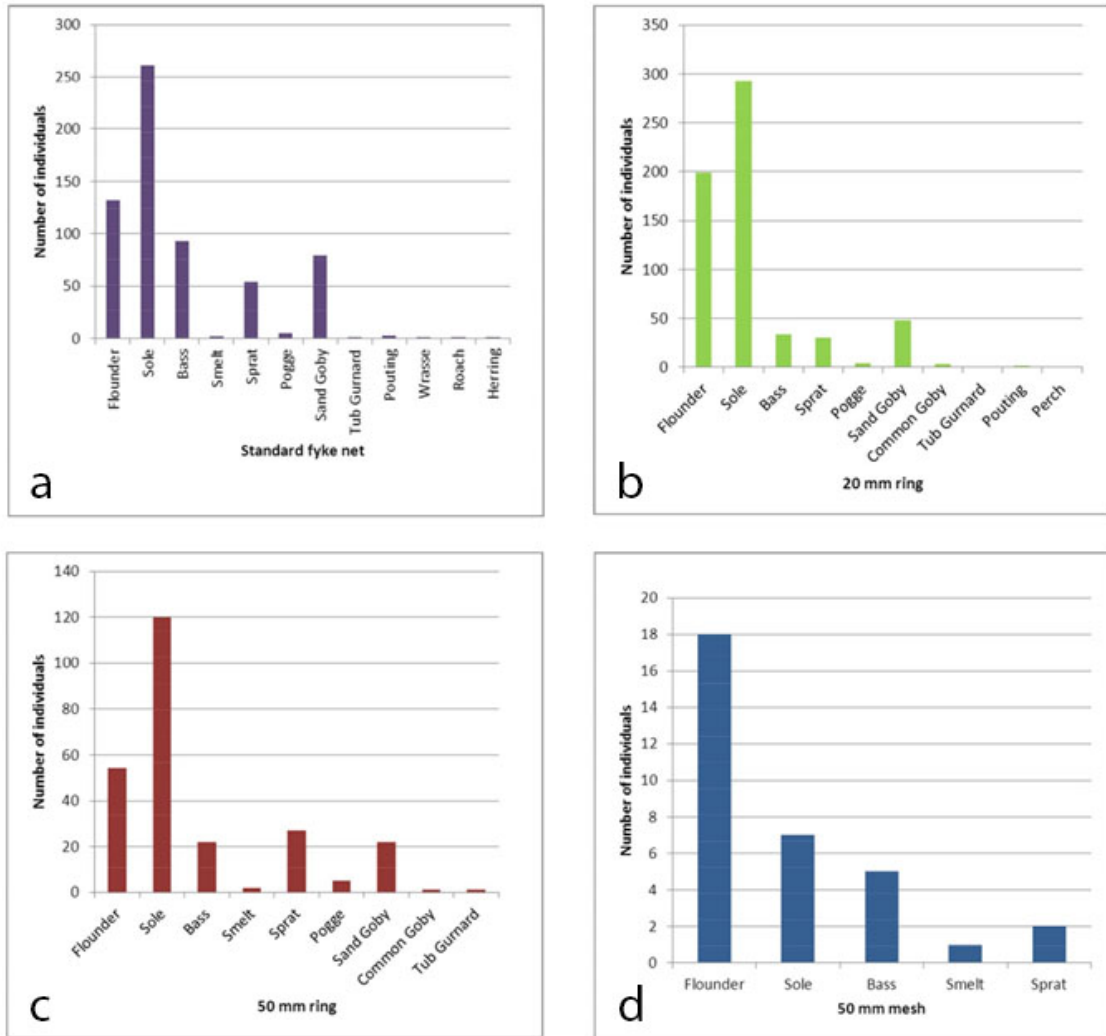 300
250
200
150
100
50
0
Number of individuals
Flounder
Sole
Bass
Smelt
Sprat
Pogge
Sand Goby
Tub Gurnard
Pouting
Wrasse
Roach
Herring
Standard fyke net
a
350
300
250
200
150
100
50
0
Number of individuals
Flounder
Sole
Bass
Sprat
Pogge
Sand Goby
Common Goby
Tub Gurnard
Pouting
Perch
20 mm ring
b
140
120
100
80
60
40
20
0
Number of individuals
Flounder
Sole
Bass
Smelt
Sprat
Pogge
Sand Goby
Common Goby
Tub Gurnard
50 mm ring
c
20
18
16
14
12
10
8
6
4
2
0
Number of individuals
Flounder
Sole
Bass
Smelt
Sprat
50 mm mesh
d